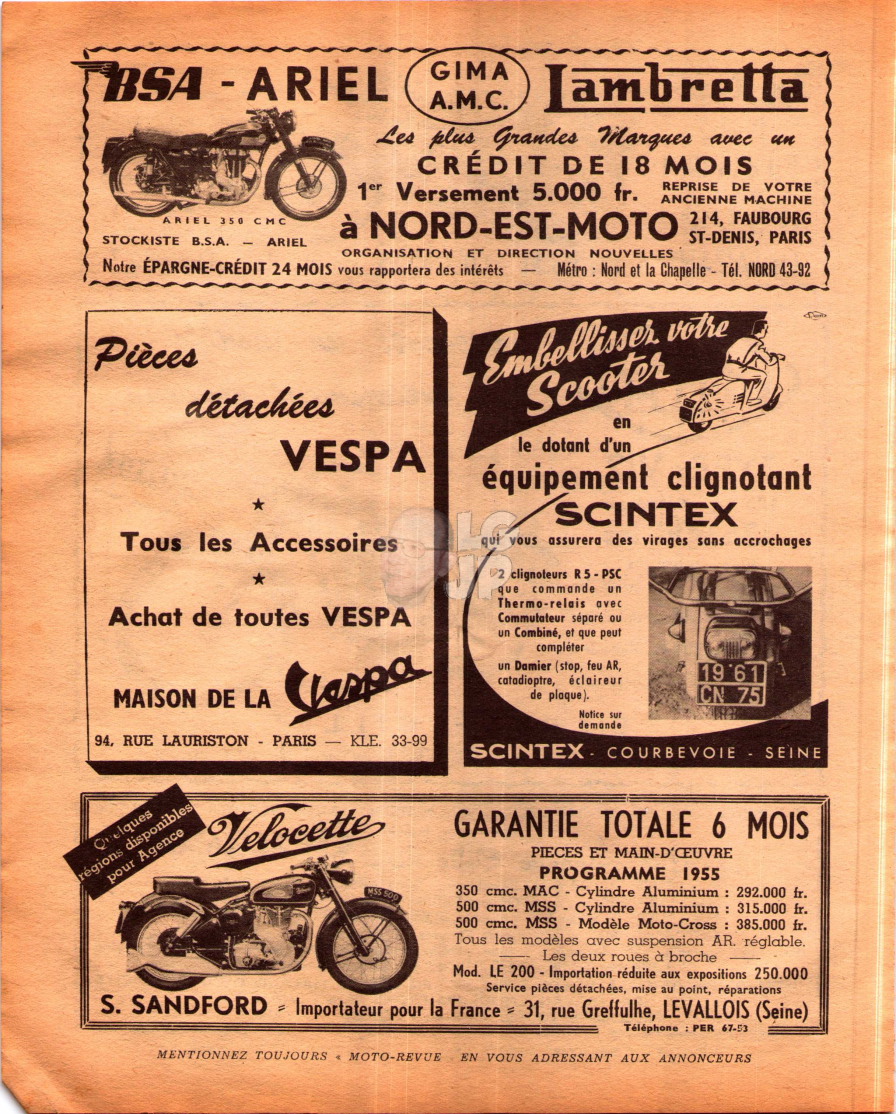 BSA - ARIEL
GIMA
A.M.C.
Lambretta
Les plus Grandes Marques avec un
CRÉDIT DE 18 MOIS
1er Versement 5.000 fr.
REPRISE DE VOTRE
ANCIENNE MACHINE
ARIEL 350 CMC
STOCKISTE B.S.A. — ARIEL
à NORD-EST-MOTO
214, FAUBOURG
ST-DENIS, PARIS
ORGANISATION ET DIRECTION NOUVELLES
Notre ÉPARGNE-CRÉDIT 24 MOIS vous rapportera des intérêts — Métro : Nord et la Chapelle - Tél. NORD 43-92
Pièces
détachées
VESPA
★
Tous les Accessoires
★
Achat de toutes VESPA
MAISON DE LA Vespa
94, RUE LAURISTON - PARIS — KLE. 33-99
Embellissez votre
Scooter
en
le dotant d'un
équipement clignotant
SCINTEX
qui vous assurera des virages sans accrochages
2 clignoteurs R 5 - PSC
que commande un
Thermo-relais avec
Commutateur séparé ou
un Combiné, et que peut
compléter
un Damier (stop, feu AR,
catadioptre, éclaireur
de plaque).
Notice sur
demande
19 61
CN 75
SCINTEX - COURBEVOIE - SEINE
LG
JP
Quelques
régions disponibles
pour Agence
Velocette
MSS 500
GARANTIE TOTALE 6 MOIS
PIECES ET MAIN-D'ŒUVRE
PROGRAMME 1955
350 cmc. MAC - Cylindre Aluminium : 292.000 fr.
500 cmc. MSS - Cylindre Aluminium : 315.000 fr.
500 cmc. MSS - Modèle Moto-Cross : 385.000 fr.
Tous les modèles avec suspension AR. réglable.
—— Les deux roues à broche ——
Mod. LE 200 - Importation réduite aux expositions 250.000
Service pièces détachées, mise au point, réparations
S. SANDFORD = Importateur pour la France = 31, rue Greffulhe, LEVALLOIS (Seine)
Téléphone : PER 67-53
MENTIONNEZ TOUJOURS « MOTO-REVUE EN VOUS ADRESSANT AUX ANNONCEURS